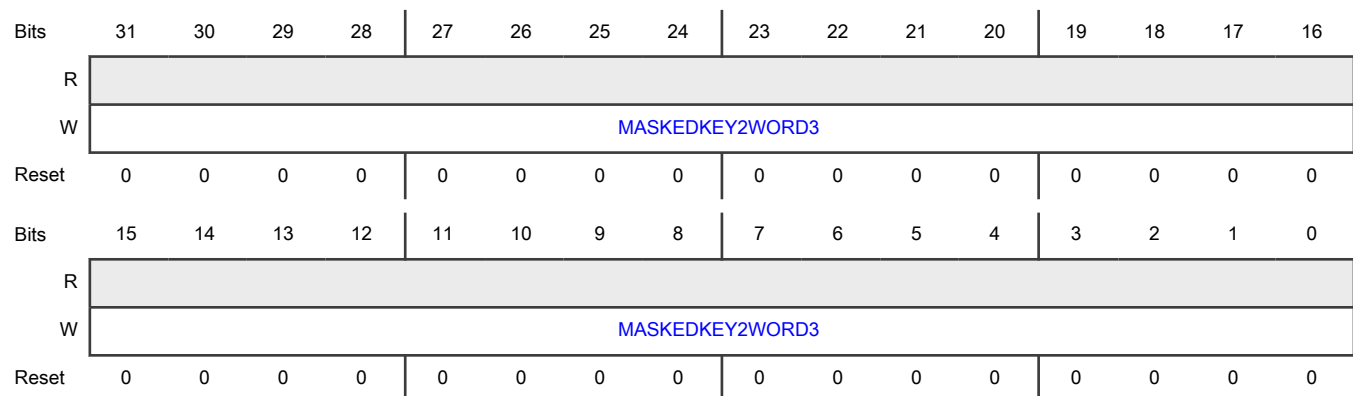 Bits 31 30 29 28 27 26 25 24 23 22 21 20 19 18 17 16
R
W MASKEDKEY2WORD3
Reset 0 0 0 0 0 0 0 0 0 0 0 0 0 0 0 0
Bits 15 14 13 12 11 10 9 8 7 6 5 4 3 2 1 0
R
W MASKEDKEY2WORD3
Reset 0 0 0 0 0 0 0 0 0 0 0 0 0 0 0 0